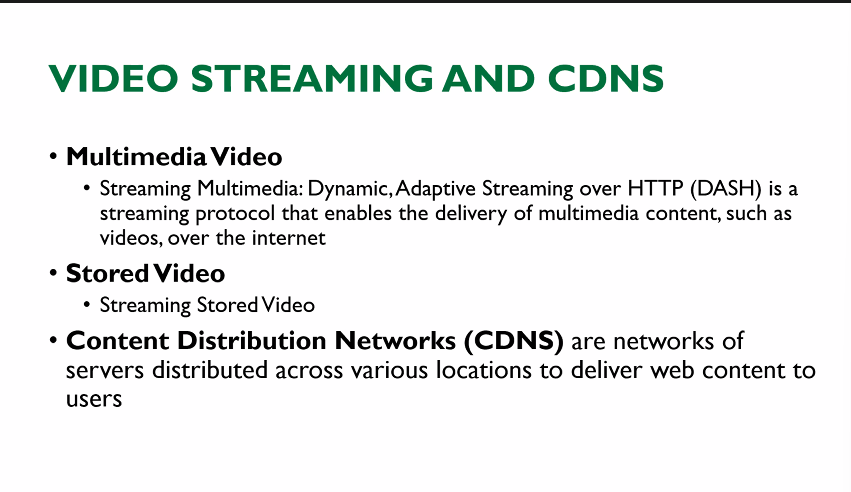 VIDEO STREAMING AND CDNS
• Multimedia Video
• Streaming Multimedia: Dynamic, Adaptive Streaming over HTTP (DASH) is a
streaming protocol that enables the delivery of multimedia content, such as
videos, over the internet
• Stored Video
• Streaming Stored Video
• Content Distribution Networks (CDNS) are networks of
servers distributed across various locations to deliver web content to
users